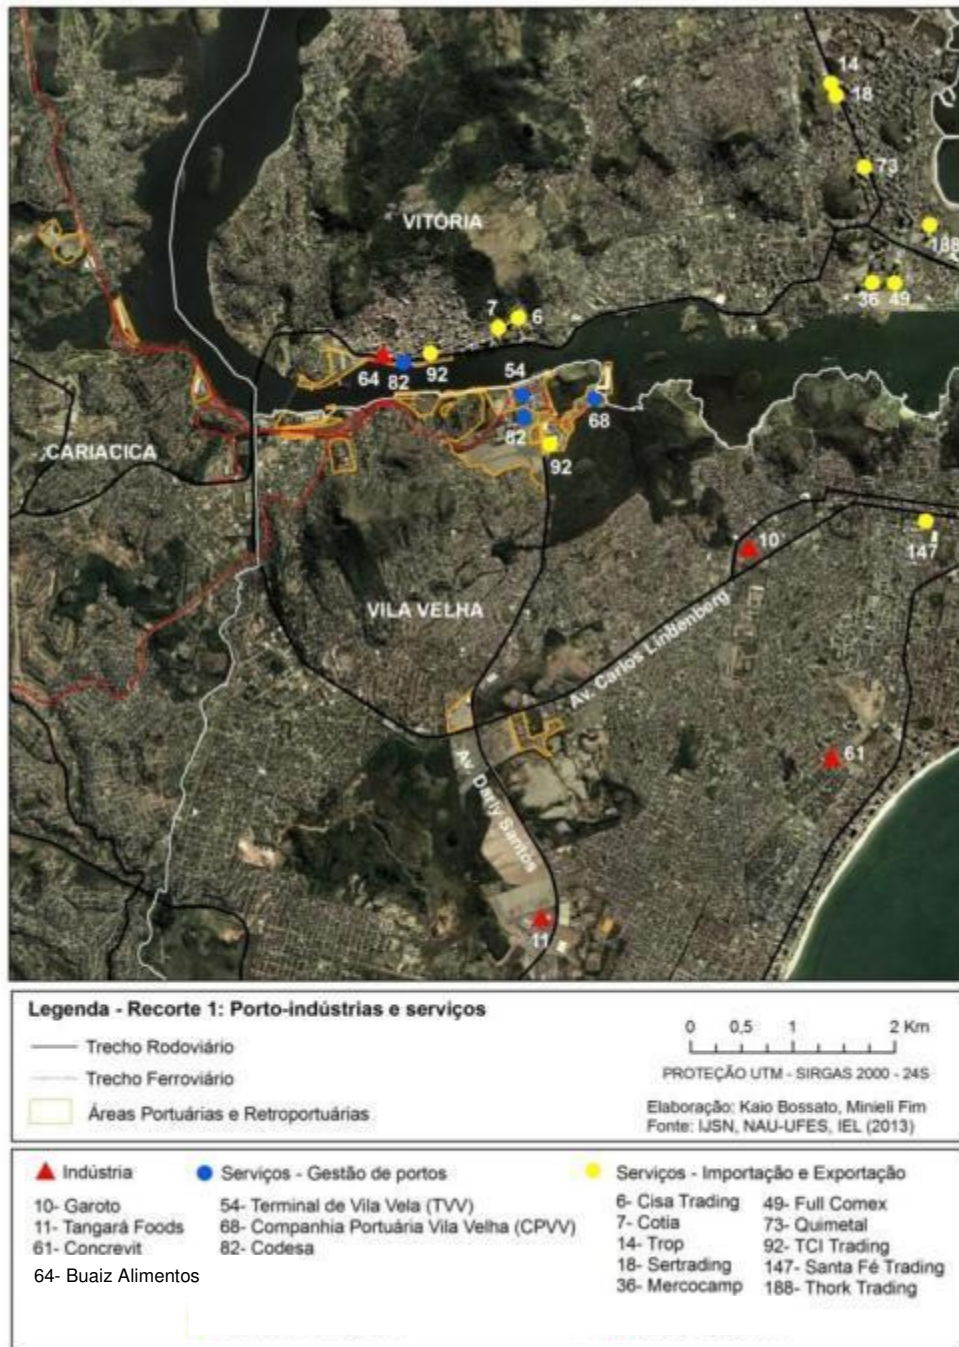 14
18
73
VITÓRIA
188
36
49
7
6
64
82
92
54
68
82
92
CARIACICA
10
147
VILA VELHA
Av. Carlos Lindenberg
61
Av. Darly Santos
11
Legenda - Recorte 1: Porto-indústrias e serviços
Trecho Rodoviário
Trecho Ferroviário
Áreas Portuárias e Retroportuárias
0 0,5 1 2 Km
PROTEÇÃO UTM - SIRGAS 2000 - 24S
Elaboração: Kaio Bossato, Minieli Fim
Fonte: IJSN, NAU-UFES, IEL (2013)
Indústria
10- Garoto
11- Tangará Foods
61- Concrevit
64- Buaiz Alimentos
Serviços - Gestão de portos
54- Terminal de Vila Vela (TVV)
68- Companhia Portuária Vila Velha (CPVV)
82- Codesa
Serviços - Importação e Exportação
6- Cisa Trading
7- Cotia
14- Trop
18- Sertrading
36- Mercocamp
49- Full Comex
73- Quimetal
92- TCI Trading
147- Santa Fé Trading
188- Thork Trading